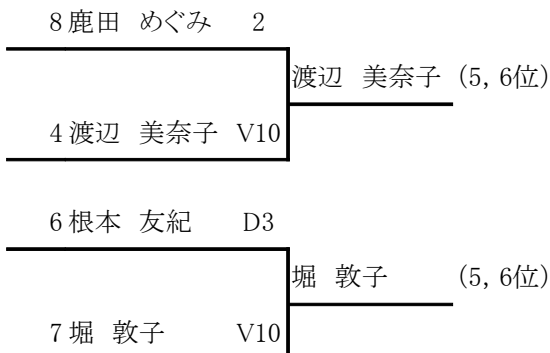 8 鹿田 めぐみ 2
渡辺 美奈子 (5, 6位)
4 渡辺 美奈子 V10
6 根本 友紀 D3
堀 敦子 (5, 6位)
7 堀 敦子 V10